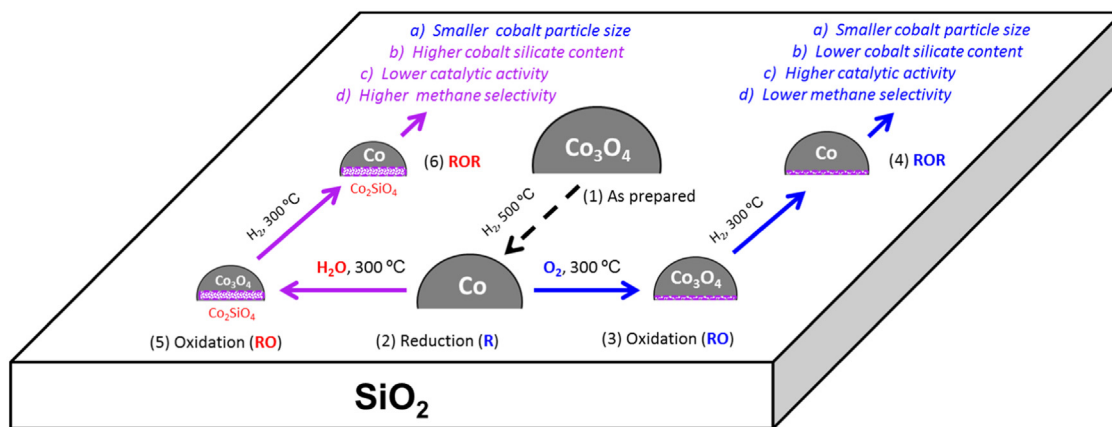 a) Smaller cobalt particle size
b) Higher cobalt silicate content
c) Lower catalytic activity
d) Higher methane selectivity
a) Smaller cobalt particle size
b) Lower cobalt silicate content
c) Higher catalytic activity
d) Lower methane selectivity
Co
Co₂SiO₄
(6) ROR
Co₃O₄
(1) As prepared
Co
(4) ROR
H₂, 300 °C
H₂, 500 °C
H₂, 300 °C
Co₃O₄
Co₂SiO₄
H₂O, 300 °C
Co
O₂, 300 °C
Co₃O₄
(5) Oxidation (RO)
(2) Reduction (R)
(3) Oxidation (RO)
SiO₂